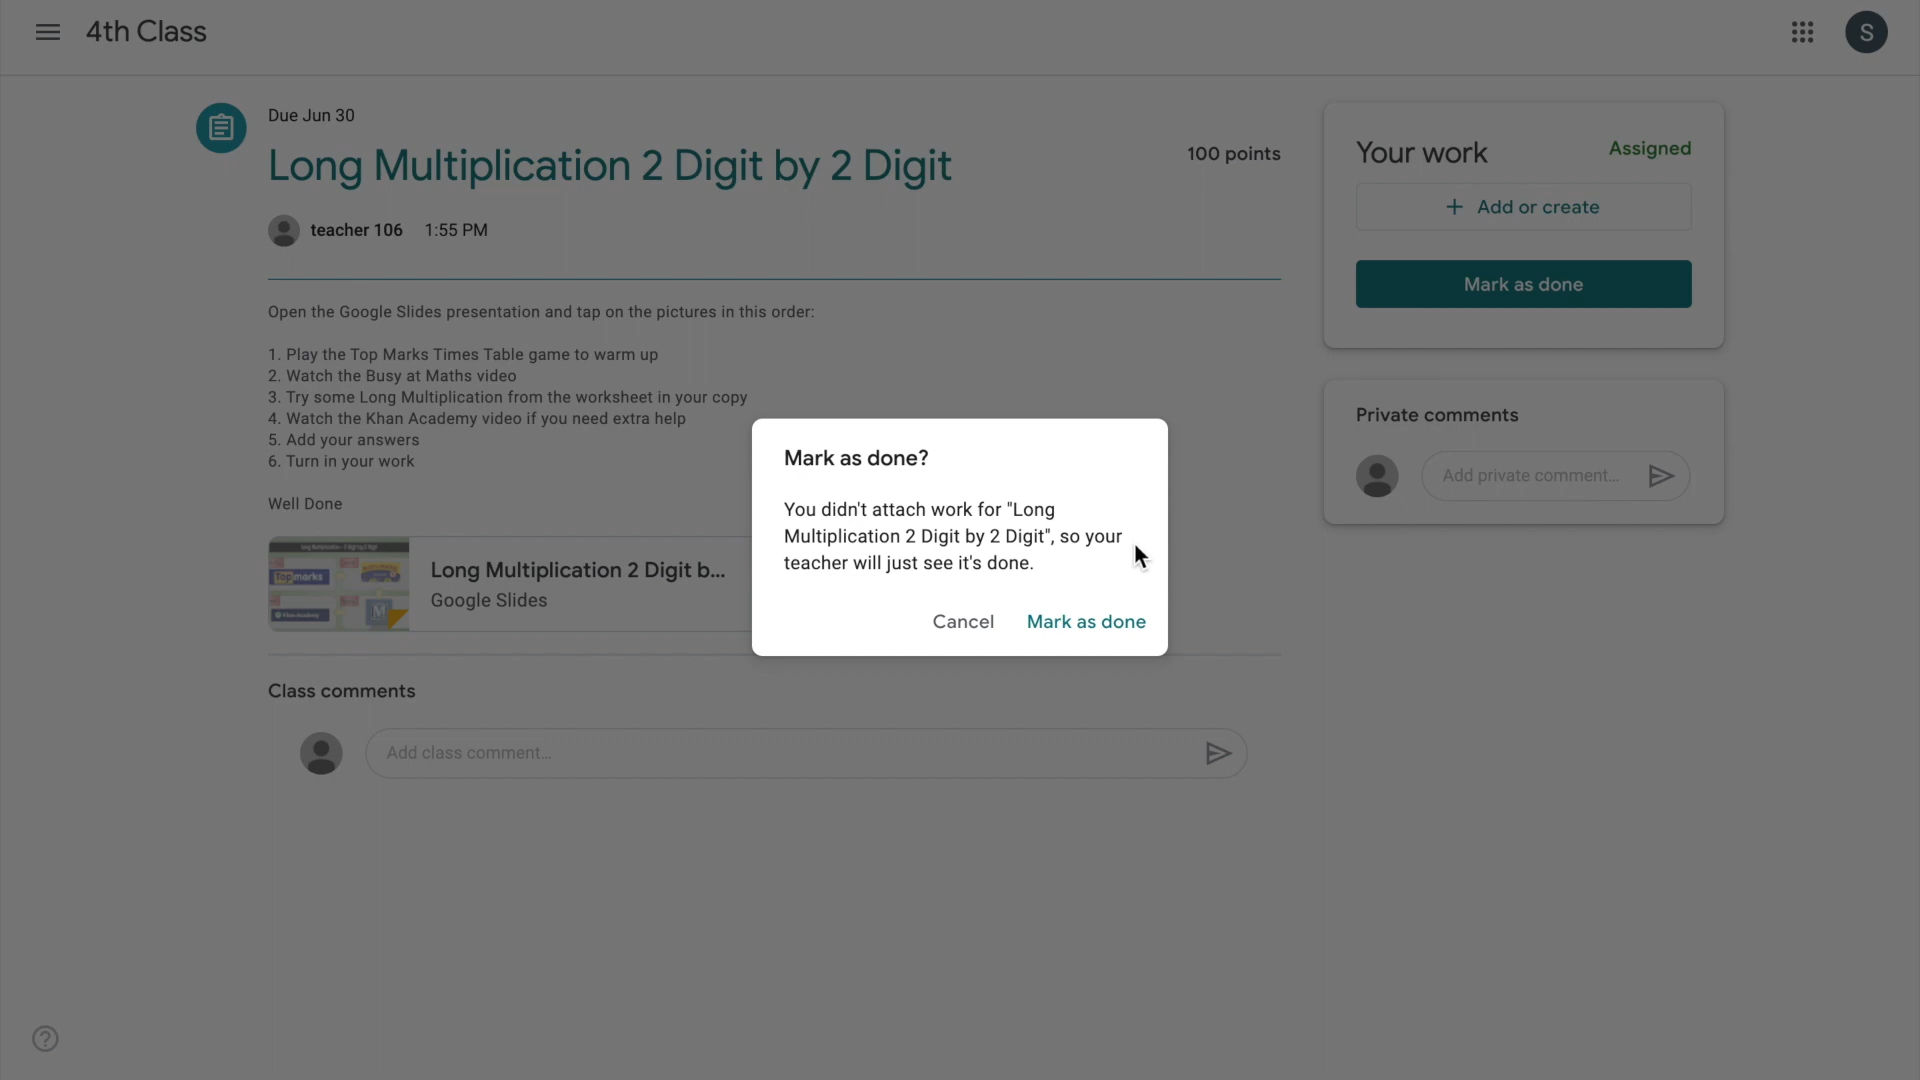 4th Class
S
Due Jun 30
Long Multiplication 2 Digit by 2 Digit
100 points
teacher 106 1:55 PM
Open the Google Slides presentation and tap on the pictures in this order:
1. Play the Top Marks Times Table game to warm up
2. Watch the Busy at Maths video
3. Try some Long Multiplication from the worksheet in your copy
4. Watch the Khan Academy video if you need extra help
5. Add your answers
6. Turn in your work
Well Done
Topmarks
Long Multiplication 2 Digit b...
Google Slides
Class comments
Add class comment...
Your work
Assigned
+ Add or create
Mark as done
Private comments
Add private comment...
Mark as done?
You didn't attach work for "Long
Multiplication 2 Digit by 2 Digit", so your
teacher will just see it's done.
Cancel Mark as done
?